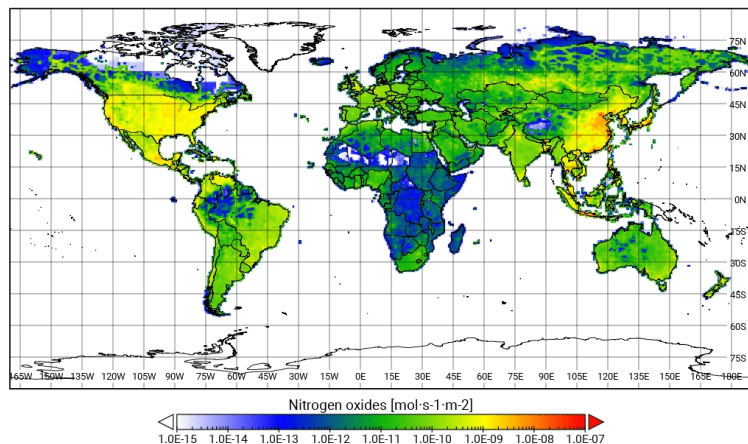 75N
60N
45N
30N
15N
0N
15S
30S
45S
60S
75S
165W 150W 135W 120W 105W 90W 75W 60W 45W 30W 15W 0E 15E 30E 45E 60E 75E 90E 105E 120E 135E 150E 165E 180E
Nitrogen oxides [mol·s-1·m-2]
1.0E-15 1.0E-14 1.0E-13 1.0E-12 1.0E-11 1.0E-10 1.0E-09 1.0E-08 1.0E-07